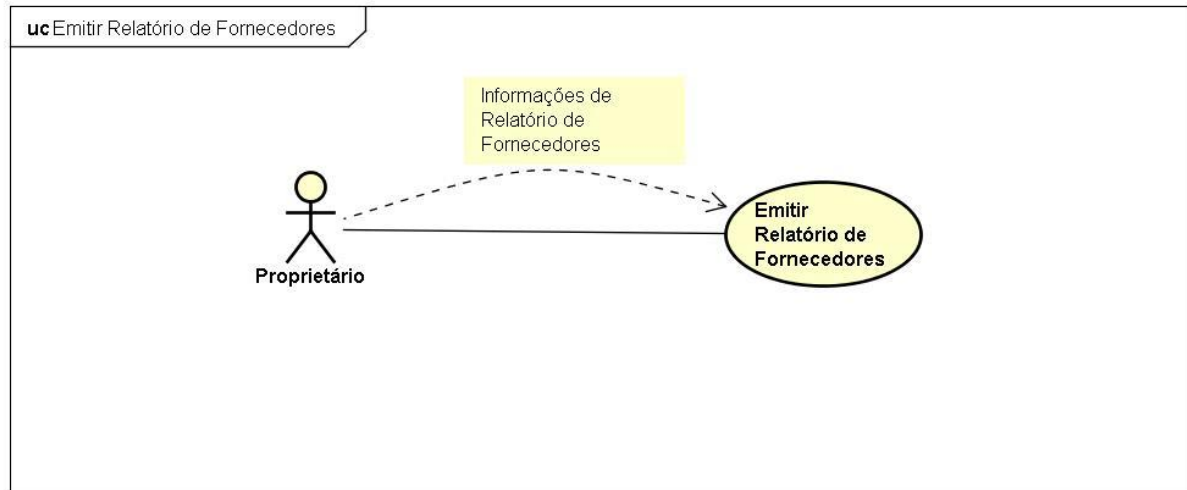 uc Emitir Relatório de Fornecedores
Informações de
Relatório de
Fornecedores
Emitir
Relatório de
Fornecedores
Proprietário